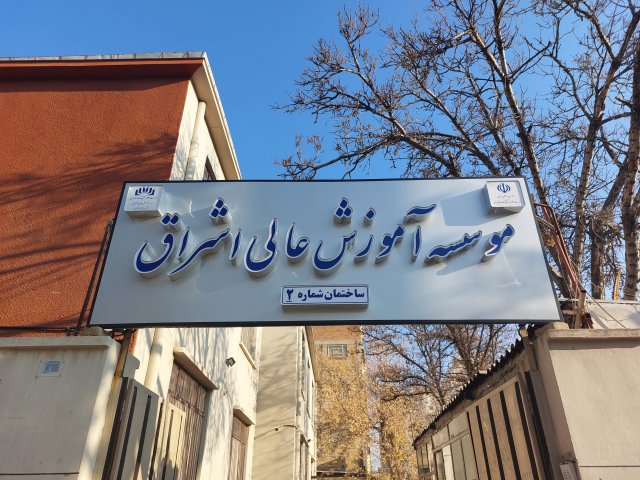 موسسه آموزش عالی اشراق
ساختمان شماره ۲